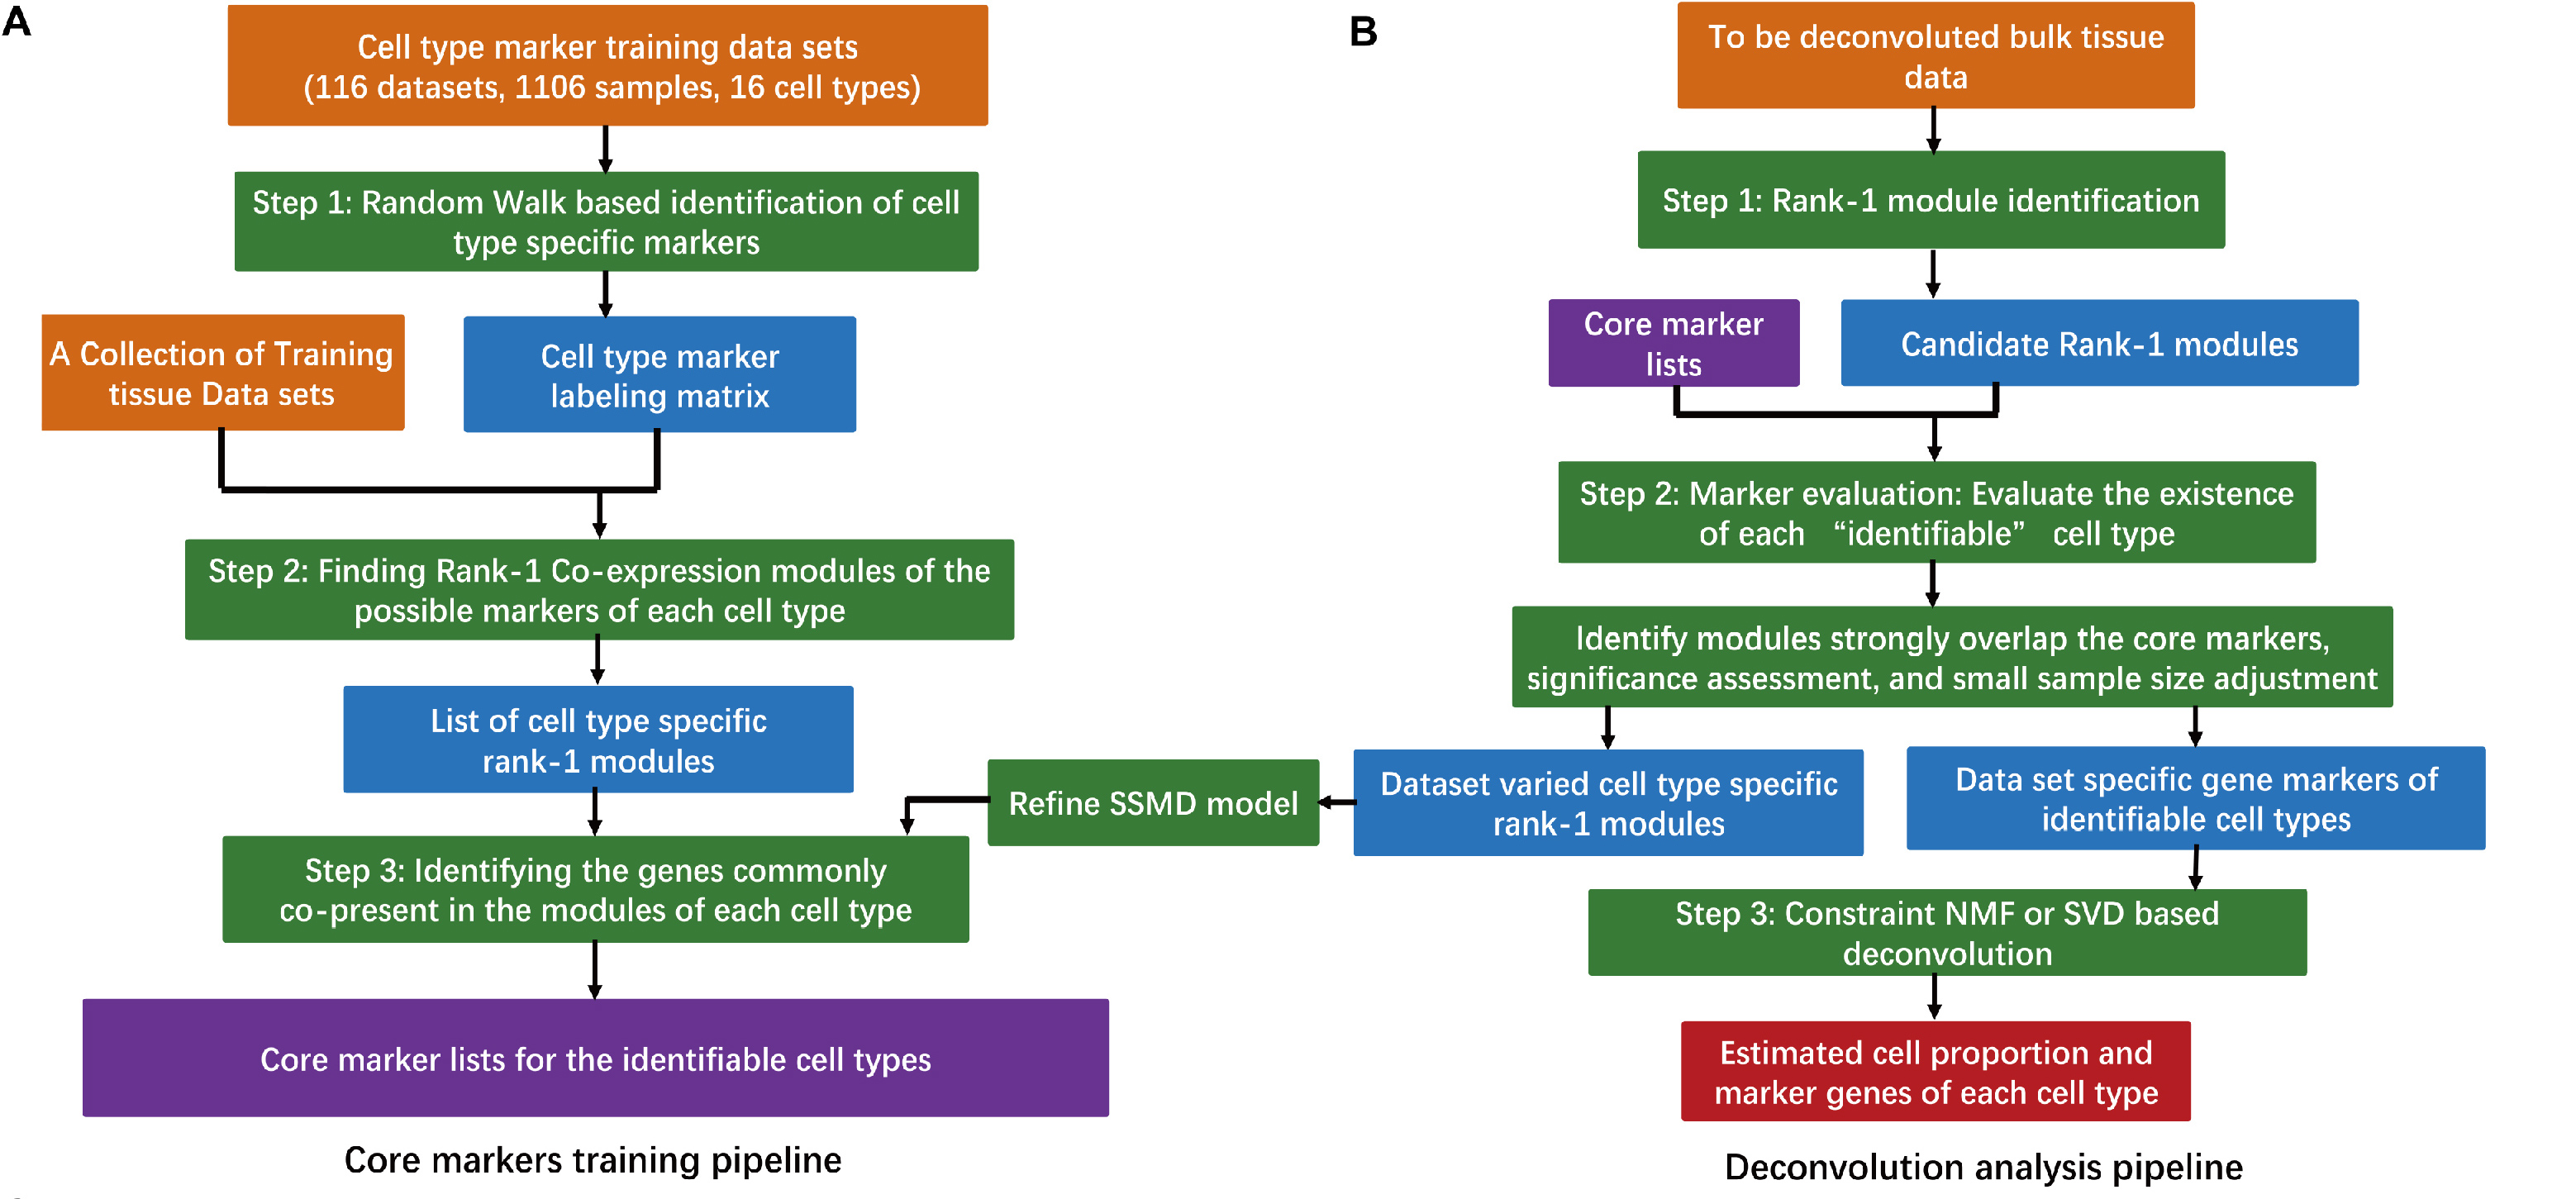 A
Cell type marker training data sets
(116 datasets, 1106 samples, 16 cell types)
Step 1: Random Walk based identification of cell
type specific markers
A Collection of Training
tissue Data sets
Cell type marker
labeling matrix
Step 2: Finding Rank-1 Co-expression modules of the
possible markers of each cell type
List of cell type specific
rank-1 modules
Refine SSMD model
Step 3: Identifying the genes commonly
co-present in the modules of each cell type
Core marker lists for the identifiable cell types
Core markers training pipeline
B
To be deconvoluted bulk tissue
data
Step 1: Rank-1 module identification
Core marker
lists
Candidate Rank-1 modules
Step 2: Marker evaluation: Evaluate the existence
of each “identifiable” cell type
Identify modules strongly overlap the core markers,
significance assessment, and small sample size adjustment
Dataset varied cell type specific
rank-1 modules
Data set specific gene markers of
identifiable cell types
Step 3: Constraint NMF or SVD based
deconvolution
Estimated cell proportion and
marker genes of each cell type
Deconvolution analysis pipeline